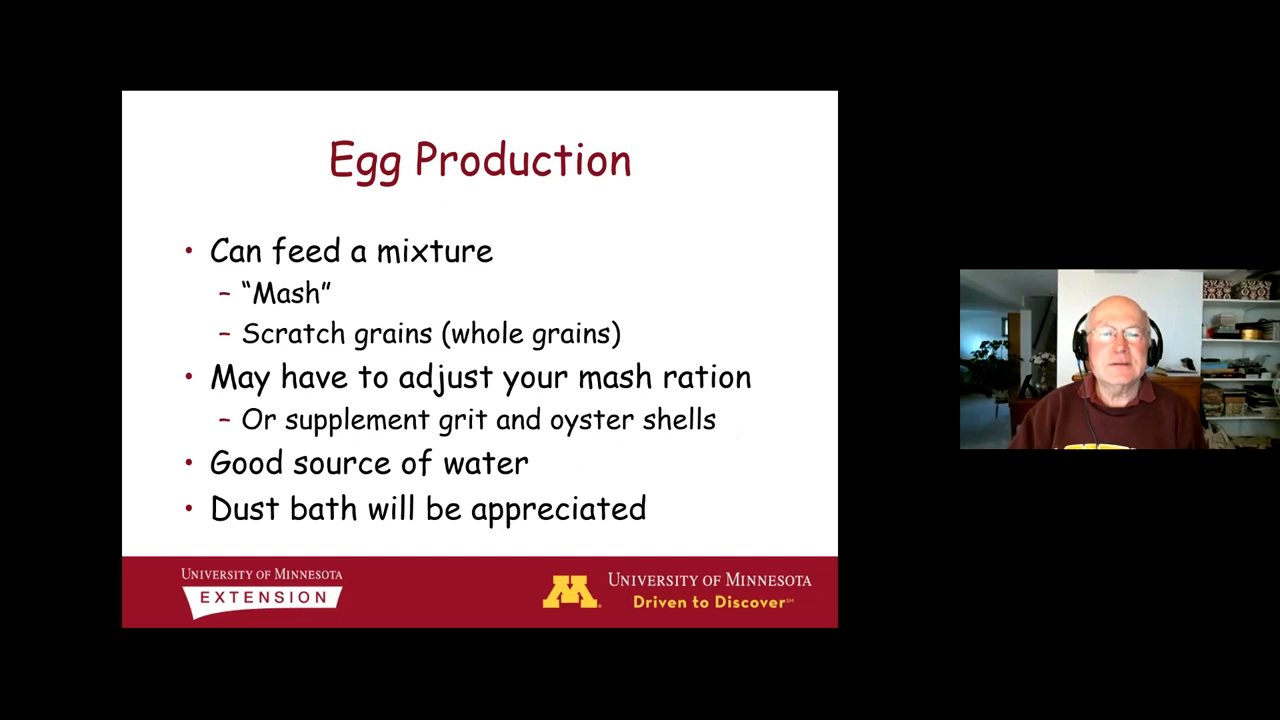 Egg Production
• Can feed a mixture
– “Mash”
– Scratch grains (whole grains)
• May have to adjust your mash ration
– Or supplement grit and oyster shells
• Good source of water
• Dust bath will be appreciated
UNIVERSITY OF MINNESOTA
EXTENSION
M
UNIVERSITY OF MINNESOTA
Driven to Discover℠